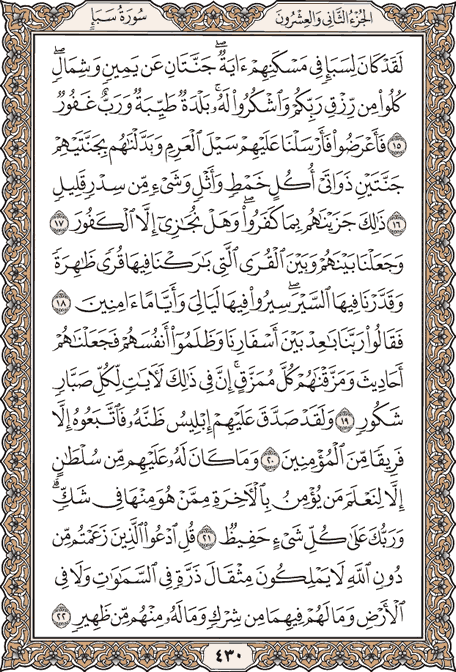 الجزء الثاني والعشرون
سورة سبأ
لَقَدْ كَانَ لِسَبَإٍ فِي مَسْكَنِهِمْ ءَايَةٌ ۖ جَنَّتَانِ عَن يَمِينٍ وَشِمَالٍ ۖ
كُلُوا۟ مِن رِّزْقِ رَبِّكُمْ وَٱشْكُرُوا۟ لَهُۥ ۚ بَلْدَةٌ طَيِّبَةٌ وَرَبٌّ غَفُورٌ
١٥ فَأَعْرَضُوا۟ فَأَرْسَلْنَا عَلَيْهِمْ سَيْلَ ٱلْعَرِمِ وَبَدَّلْنَٰهُم بِجَنَّتَيْهِمْ
جَنَّتَيْنِ ذَوَاتَىْ أُكُلٍ خَمْطٍ وَأَثْلٍ وَشَىْءٍ مِّن سِدْرٍ قَلِيلٍ
١٦ ذَٰلِكَ جَزَيْنَٰهُم بِمَا كَفَرُوا۟ ۖ وَهَلْ نُجَٰزِىٓ إِلَّا ٱلْكَفُورَ ١٧
وَجَعَلْنَا بَيْنَهُمْ وَبَيْنَ ٱلْقُرَى ٱلَّتِى بَٰرَكْنَا فِيهَا قُرًى ظَٰهِرَةً
وَقَدَّرْنَا فِيهَا ٱلسَّيْرَ ۖ سِيرُوا۟ فِيهَا لَيَالِىَ وَأَيَّامًا ءَامِنِينَ ١٨
فَقَالُوا۟ رَبَّنَا بَٰعِدْ بَيْنَ أَسْفَارِنَا وَظَلَمُوٓا۟ أَنفُسَهُمْ فَجَعَلْنَٰهُمْ
أَحَادِيثَ وَمَزَّقْنَٰهُمْ كُلَّ مُمَزَّقٍ ۚ إِنَّ فِى ذَٰلِكَ لَءَايَٰتٍ لِّكُلِّ صَبَّارٍ
شَكُورٍ ١٩ وَلَقَدْ صَدَّقَ عَلَيْهِمْ إِبْلِيسُ ظَنَّهُۥ فَٱتَّبَعُوهُ إِلَّا
فَرِيقًا مِّنَ ٱلْمُؤْمِنِينَ ٢٠ وَمَا كَانَ لَهُۥ عَلَيْهِم مِّن سُلْطَٰنٍ
إِلَّا لِنَعْلَمَ مَن يُؤْمِنُ بِٱلْءَاخِرَةِ مِمَّنْ هُوَ مِنْهَا فِى شَكٍّ ۗ
وَرَبُّكَ عَلَىٰ كُلِّ شَىْءٍ حَفِيظٌ ٢١ قُلِ ٱدْعُوا۟ ٱلَّذِينَ زَعَمْتُم مِّن
دُونِ ٱللَّهِ لَا يَمْلِكُونَ مِثْقَالَ ذَرَّةٍ فِى ٱلسَّمَٰوَٰتِ وَلَا فِى
ٱلْأَرْضِ وَمَا لَهُمْ فِيهِمَا مِن شِرْكٍ وَمَا لَهُۥ مِنْهُم مِّن ظَهِيرٍ ٢٢
٤٣٠